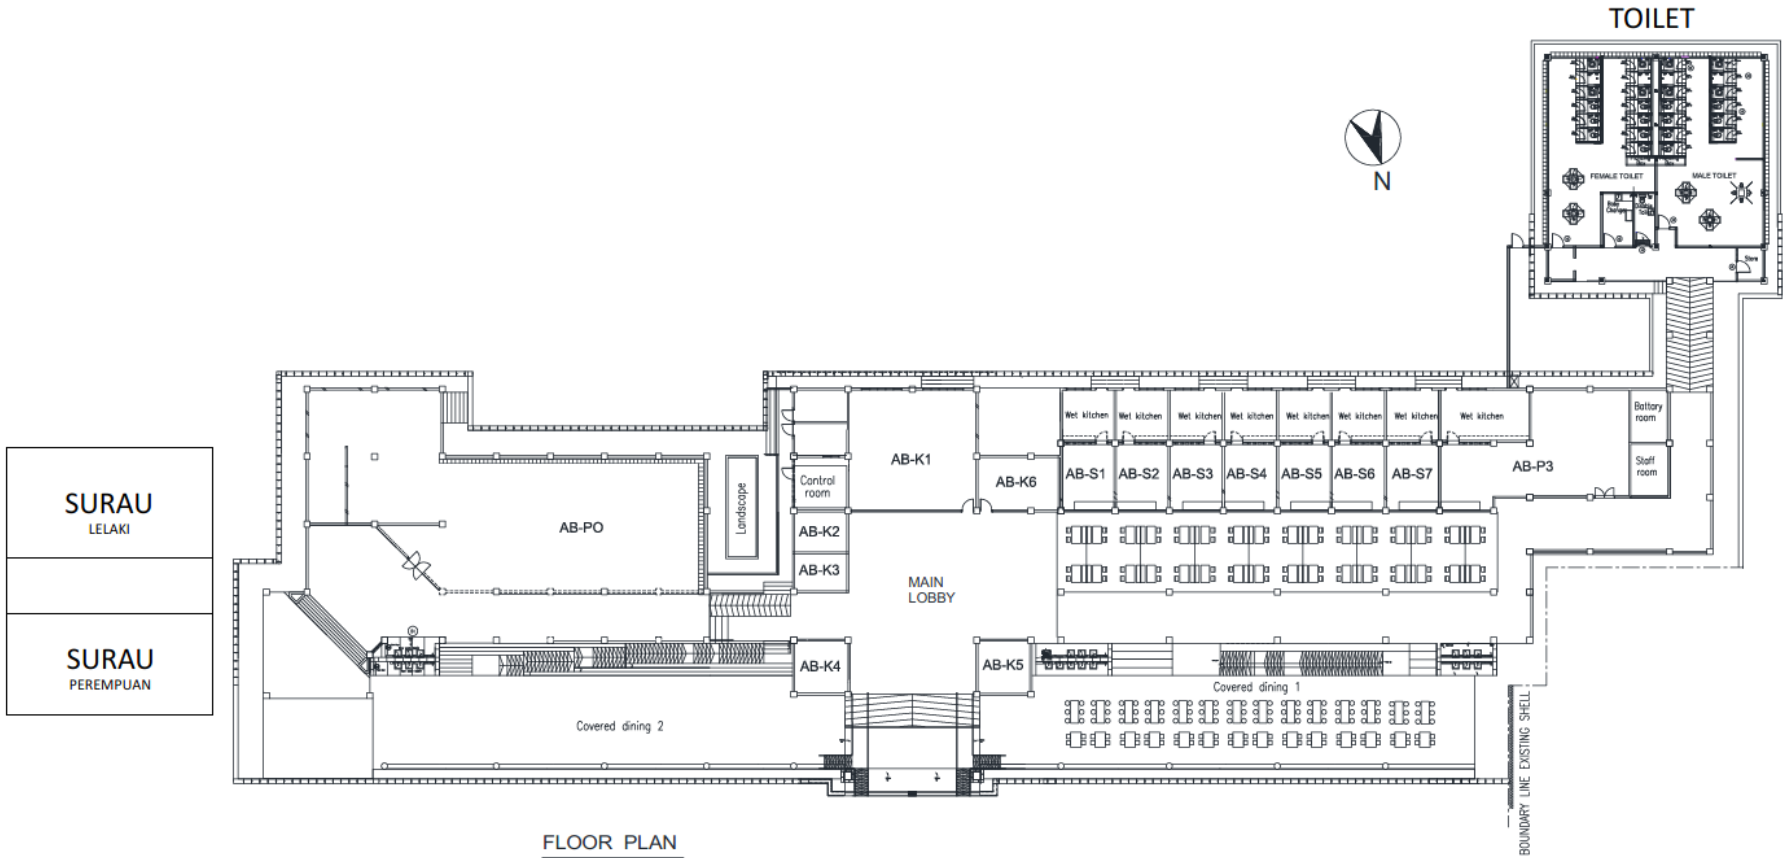 TOILET
N
FEMALE TOILET
MALE TOILET
Store
Wet kitchen
Wet kitchen
Wet kitchen
Wet kitchen
Wet kitchen
Wet kitchen
Wet kitchen
Wet kitchen
Battery
room
AB-K1
AB-K6
AB-S1
AB-S2
AB-S3
AB-S4
AB-S5
AB-S6
AB-S7
AB-P3
Staff
room
Control
room
Landscape
SURAU
LELAKI
AB-PO
AB-K2
AB-K3
MAIN
LOBBY
SURAU
PEREMPUAN
AB-K4
AB-K5
Covered dining 1
Covered dining 2
BOUNDARY LINE EXISTING SHELL
FLOOR PLAN